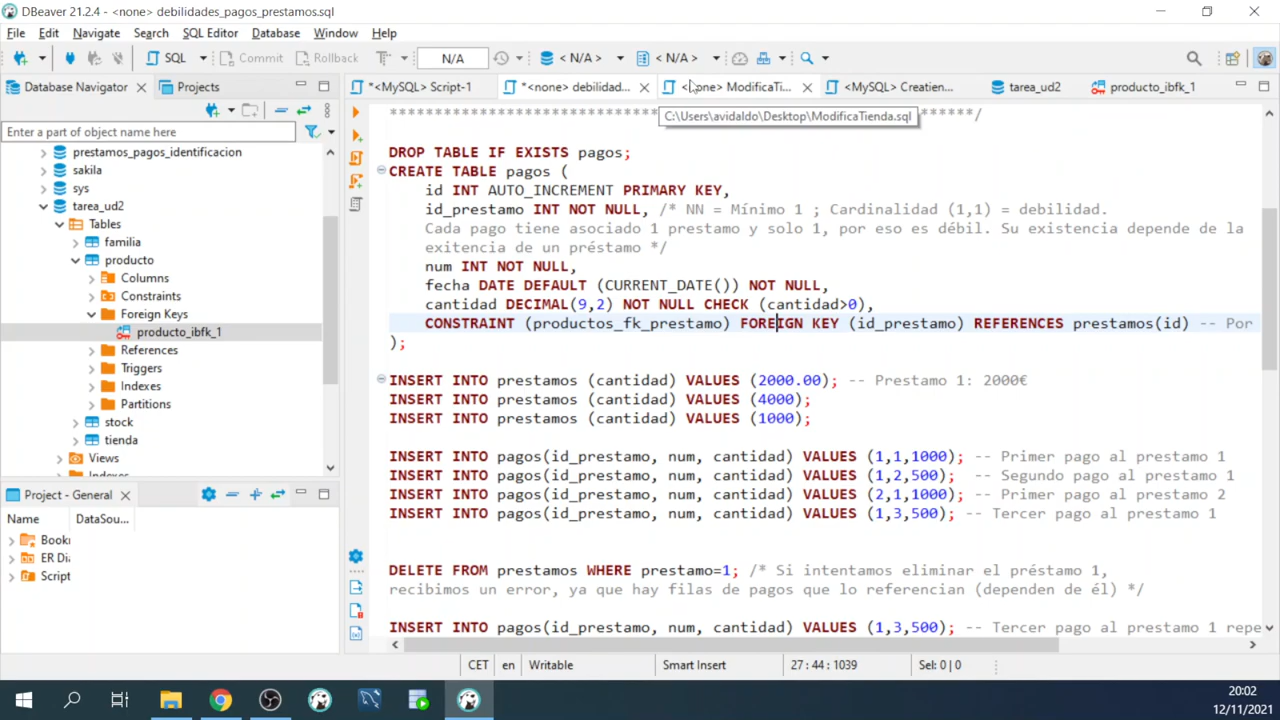 DBeaver 21.2.4 - <none> debilidades_pagos_prestamos.sql
File Edit Navigate Search SQL Editor Database Window Help
SQL Commit Rollback N/A < N/A > < N/A >
Database Navigator Projects *<MySQL> Script-1 *<none> debilidad... <none> ModificaTi... <MySQL> Creatien... tarea_ud2 producto_ibfk_1
C:\Users\avidaldo\Desktop\ModificaTienda.sql
Enter a part of object name here
prestamos_pagos_identificacion
sakila
sys
tarea_ud2
Tables
familia
producto
Columns
Constraints
Foreign Keys
producto_ibfk_1
References
Triggers
Indexes
Partitions
stock
tienda
Views
Indexes
Project - General
Name DataSou...
Bookr
ER Dia
Script
DROP TABLE IF EXISTS pagos;
CREATE TABLE pagos (
id INT AUTO_INCREMENT PRIMARY KEY,
id_prestamo INT NOT NULL, /* NN = Mínimo 1 ; Cardinalidad (1,1) = debilidad.
Cada pago tiene asociado 1 prestamo y solo 1, por eso es débil. Su existencia depende de la
exitencia de un préstamo */
num INT NOT NULL,
fecha DATE DEFAULT (CURRENT_DATE()) NOT NULL,
cantidad DECIMAL(9,2) NOT NULL CHECK (cantidad>0),
CONSTRAINT (productos_fk_prestamo) FOREIGN KEY (id_prestamo) REFERENCES prestamos(id) -- Por
);
INSERT INTO prestamos (cantidad) VALUES (2000.00); -- Prestamo 1: 2000€
INSERT INTO prestamos (cantidad) VALUES (4000);
INSERT INTO prestamos (cantidad) VALUES (1000);
INSERT INTO pagos(id_prestamo, num, cantidad) VALUES (1,1,1000); -- Primer pago al prestamo 1
INSERT INTO pagos(id_prestamo, num, cantidad) VALUES (1,2,500); -- Segundo pago al prestamo 1
INSERT INTO pagos(id_prestamo, num, cantidad) VALUES (2,1,1000); -- Primer pago al prestamo 2
INSERT INTO pagos(id_prestamo, num, cantidad) VALUES (1,3,500); -- Tercer pago al prestamo 1
DELETE FROM prestamos WHERE prestamo=1; /* Si intentamos eliminar el préstamo 1,
recibimos un error, ya que hay filas de pagos que lo referencian (dependen de él) */
INSERT INTO pagos(id_prestamo, num, cantidad) VALUES (1,3,500); -- Tercer pago al prestamo 1 repe
CET en Writable Smart Insert 27 : 44 : 1039 Sel: 0 | 0
20:02
12/11/2021